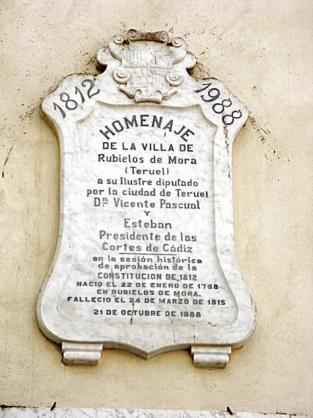 1812 1988
HOMENAJE
DE LA VILLA DE
Rubielos de Mora
(Teruel)
a su Ilustre diputado
por la ciudad de Teruel
Dn Vicente Pascual
y
Esteban
Presidente de las
Cortes de Cádiz
en la sesión histórica
de aprobación de la
CONSTITUCION DE 1812
NACIO EL 22 DE ENERO DE 1768
EN RUBIELOS DE MORA.
FALLECIO EL 24 DE MARZO DE 1815
21 DE OCTUBRE DE 1988